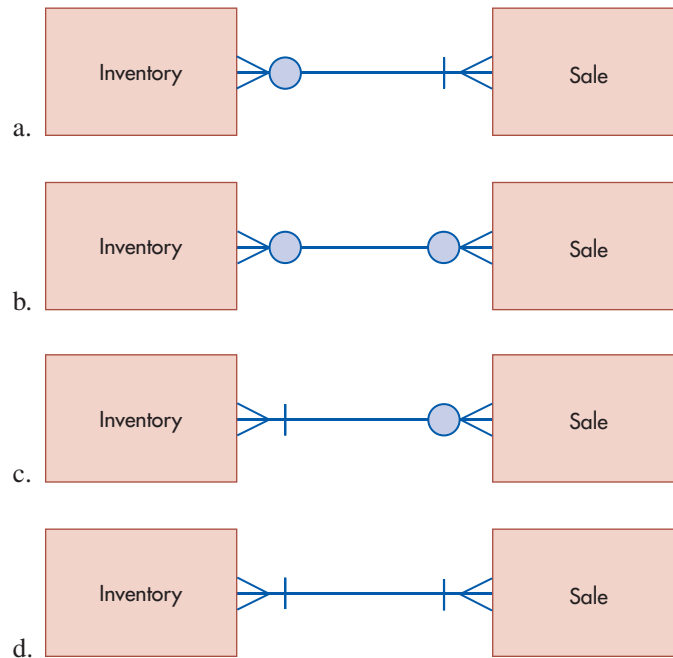 Inventory
Sale
a.
Inventory
Sale
b.
Inventory
Sale
c.
Inventory
Sale
d.